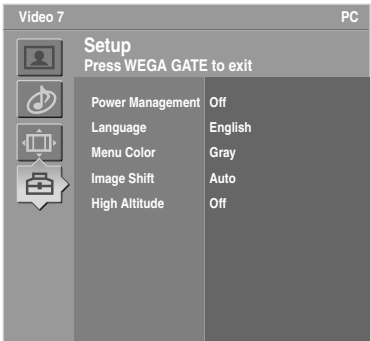 Video 7 PC
Setup
Press WEGA GATE to exit
Power Management Off
Language English
Menu Color Gray
Image Shift Auto
High Altitude Off